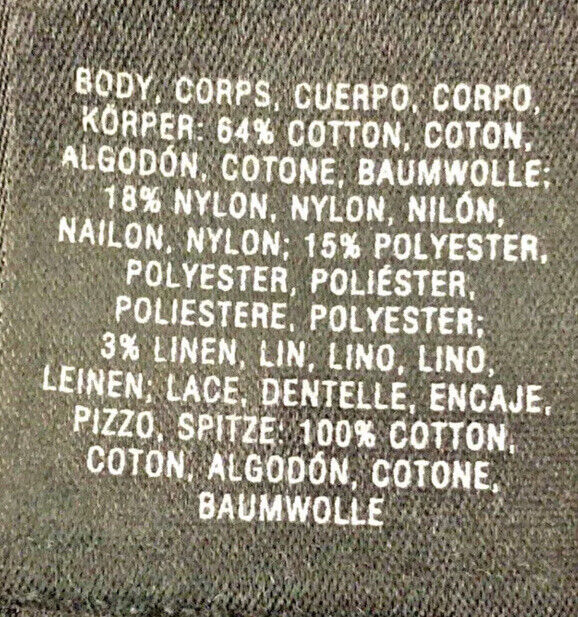 BODY, CORPS, CUERPO, CORPO,
KÖRPER: 64% COTTON, COTON,
ALGODÓN, COTONE, BAUMWOLLE;
18% NYLON, NYLON, NILÓN,
NAILON, NYLON; 15% POLYESTER,
POLYESTER, POLIÉSTER,
POLIESTERE, POLYESTER;
3% LINEN, LIN, LINO, LINO,
LEINEN; LACE, DENTELLE, ENCAJE,
PIZZO, SPITZE: 100% COTTON,
COTON, ALGODÓN, COTONE,
BAUMWOLLE